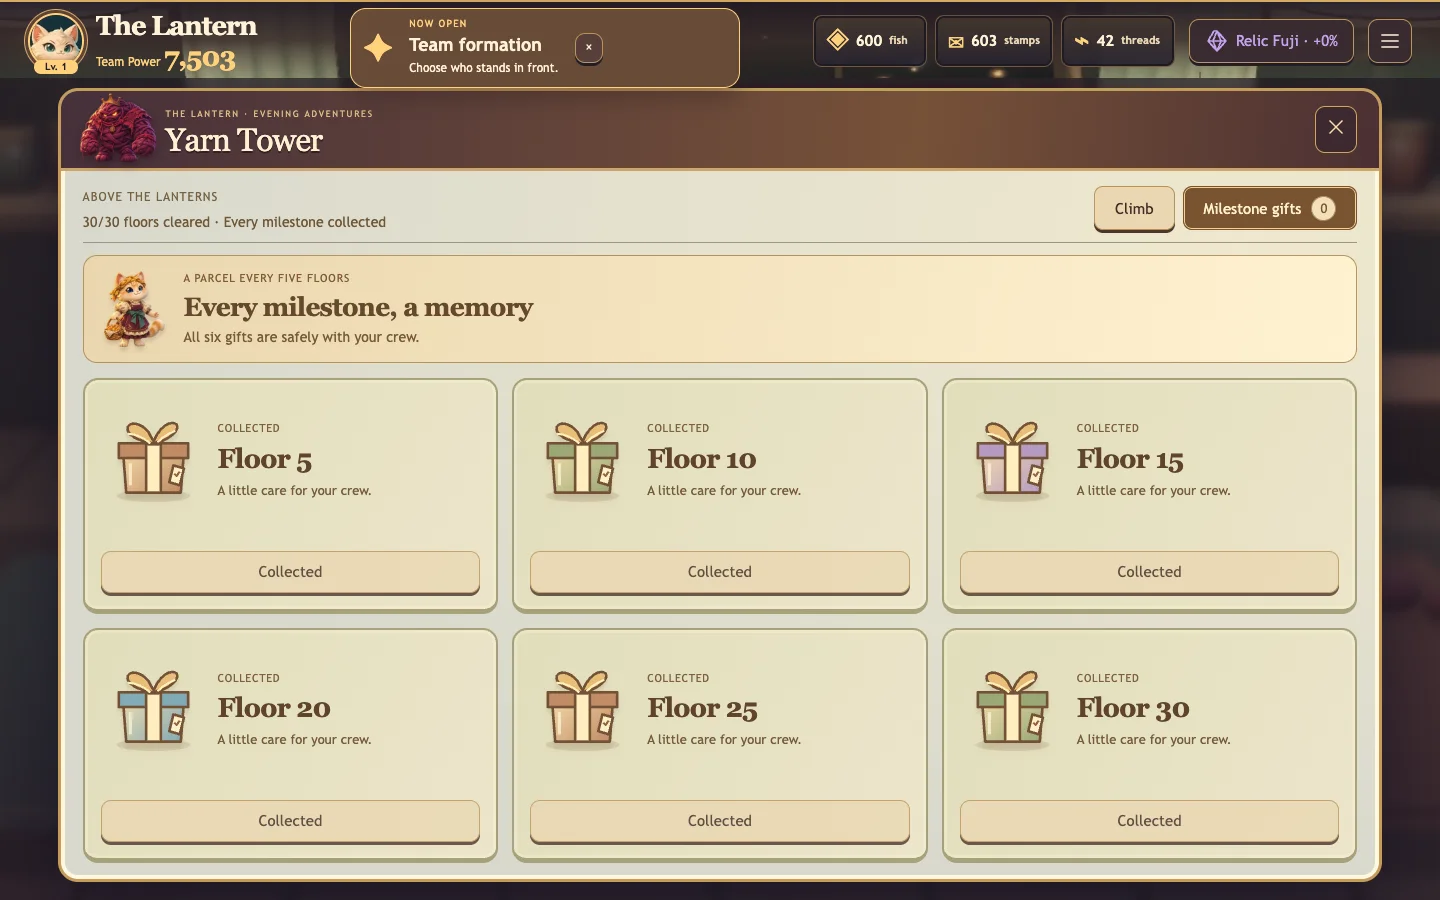 The Lantern
Team Power 7,503
Lv. 1
NOW OPEN
Team formation
Choose who stands in front.
×
600 fish
603 stamps
42 threads
Relic Fuji · +0%
THE LANTERN · EVENING ADVENTURES
Yarn Tower
ABOVE THE LANTERNS
30/30 floors cleared · Every milestone collected
Climb
Milestone gifts 0
A PARCEL EVERY FIVE FLOORS
Every milestone, a memory
All six gifts are safely with your crew.
COLLECTED
Floor 5
A little care for your crew.
Collected
COLLECTED
Floor 10
A little care for your crew.
Collected
COLLECTED
Floor 15
A little care for your crew.
Collected
COLLECTED
Floor 20
A little care for your crew.
Collected
COLLECTED
Floor 25
A little care for your crew.
Collected
COLLECTED
Floor 30
A little care for your crew.
Collected